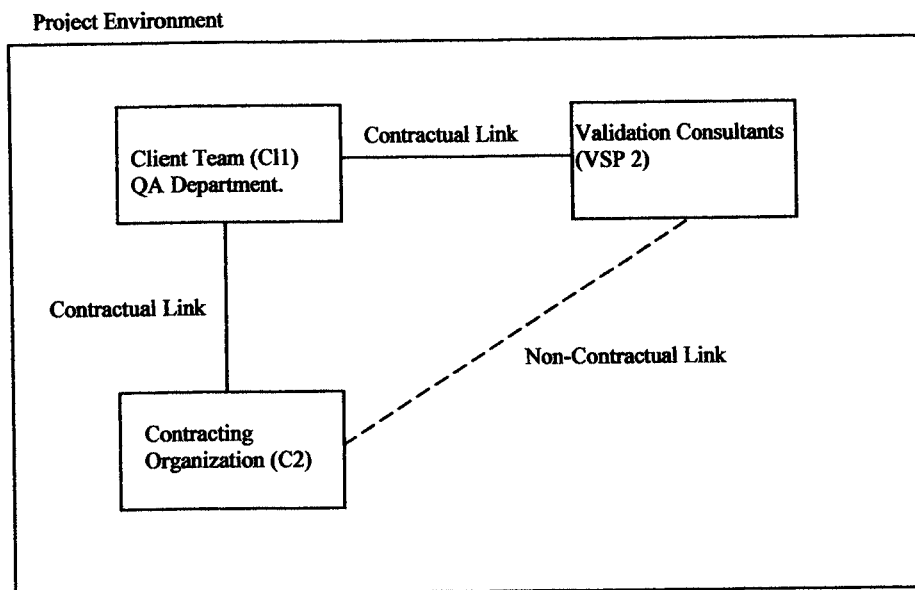 Project Environment
Contractual Link
Validation Consultants
(VSP 2)
Client Team (Cl1)
QA Department.
Contractual Link
Non-Contractual Link
Contracting
Organization (C2)